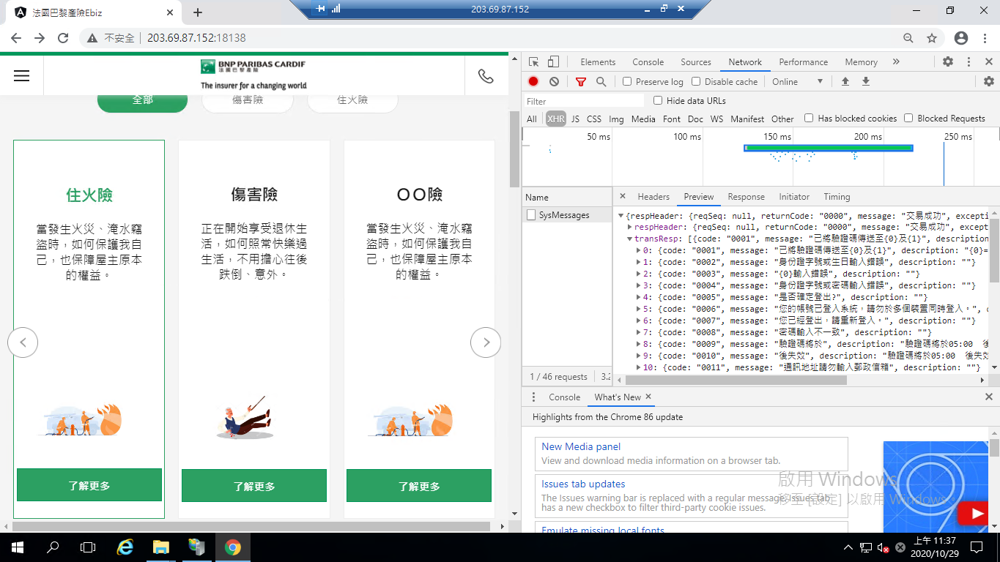 法國巴黎產險Ebiz
203.69.87.152
不安全
203.69.87.152:18138
BNP PARIBAS CARDIF
法國巴黎產險
The insurer for a changing world
全部
傷害險
住火險
住火險
當發生火災、淹水竊
盜時，如何保護我自
己，也保障屋主原本
的權益。
了解更多
傷害險
正在開始享受退休生
活，如何照常快樂過
生活，不用擔心往後
跌倒、意外。
了解更多
ＯＯ險
當發生火災、淹水竊
盜時，如何保護我自
己，也保障屋主原本
的權益。
了解更多
Elements Console Sources Network Performance Memory
Preserve log Disable cache Online
Filter Hide data URLs
All XHR JS CSS Img Media Font Doc WS Manifest Other Has blocked cookies Blocked Requests
50 ms 100 ms 150 ms 200 ms 250 ms
Name
SysMessages
1 / 46 requests 3.2
Headers Preview Response Initiator Timing
{respHeader: {reqSeq: null, returnCode: "0000", message: "交易成功", excepti
respHeader: {reqSeq: null, returnCode: "0000", message: "交易成功", exception
transResp: [{code: "0001", message: "已將驗證碼傳送至{0}及{1}", description
0: {code: "0001", message: "已將驗證碼傳送至{0}及{1}", description: "{0}=
1: {code: "0002", message: "身份證字號或生日輸入錯誤", description: ""}
2: {code: "0003", message: "{0}輸入錯誤", description: ""}
3: {code: "0004", message: "身份證字號或密碼輸入錯誤", description: ""}
4: {code: "0005", message: "是否確定登出?", description: ""}
5: {code: "0006", message: "您的帳號已登入系統，請勿於多個裝置同時登入。", d
6: {code: "0007", message: "您已經登出，請重新登入。", description: ""}
7: {code: "0008", message: "密碼輸入不一致", description: ""}
8: {code: "0009", message: "驗證碼將於", description: "驗證碼將於05:00 後
9: {code: "0010", message: "後失效", description: "驗證碼將於05:00 後失效
10: {code: "0011", message: "通訊地址請勿輸入郵政信箱", description: ""}
Console What's New
Highlights from the Chrome 86 update
New Media panel
View and download media information on a browser tab.
Issues tab updates
The Issues warning bar is replaced with a regular message. Issues tab
has a new checkbox to filter third-party cookie issues.
Emulate missing local fonts
啟用 Windows
移至 [設定] 以啟用 Windows。
上午 11:37
2020/10/29